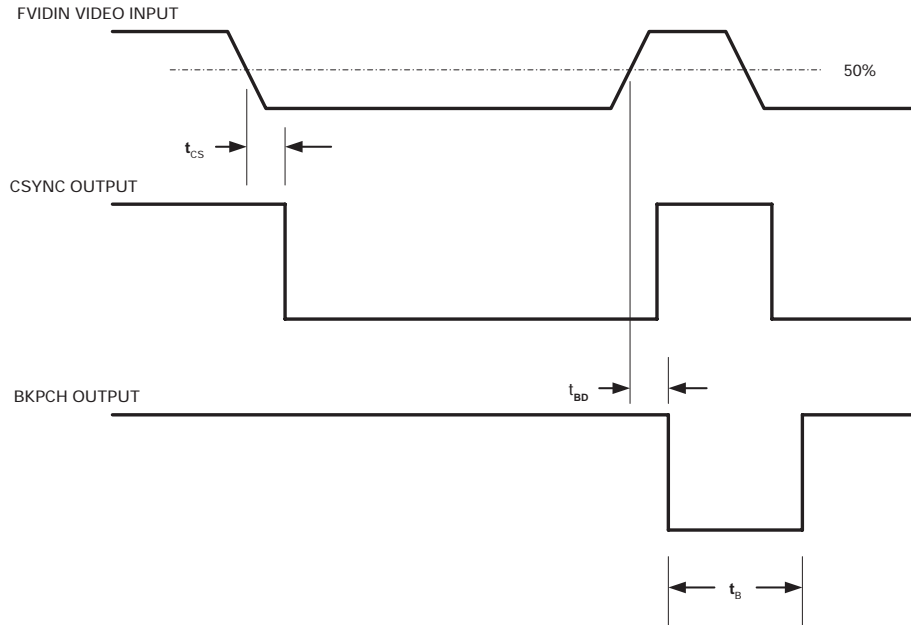 FVIDIN VIDEO INPUT
50%
tCS
CSYNC OUTPUT
tBD
BKPCH OUTPUT
tB